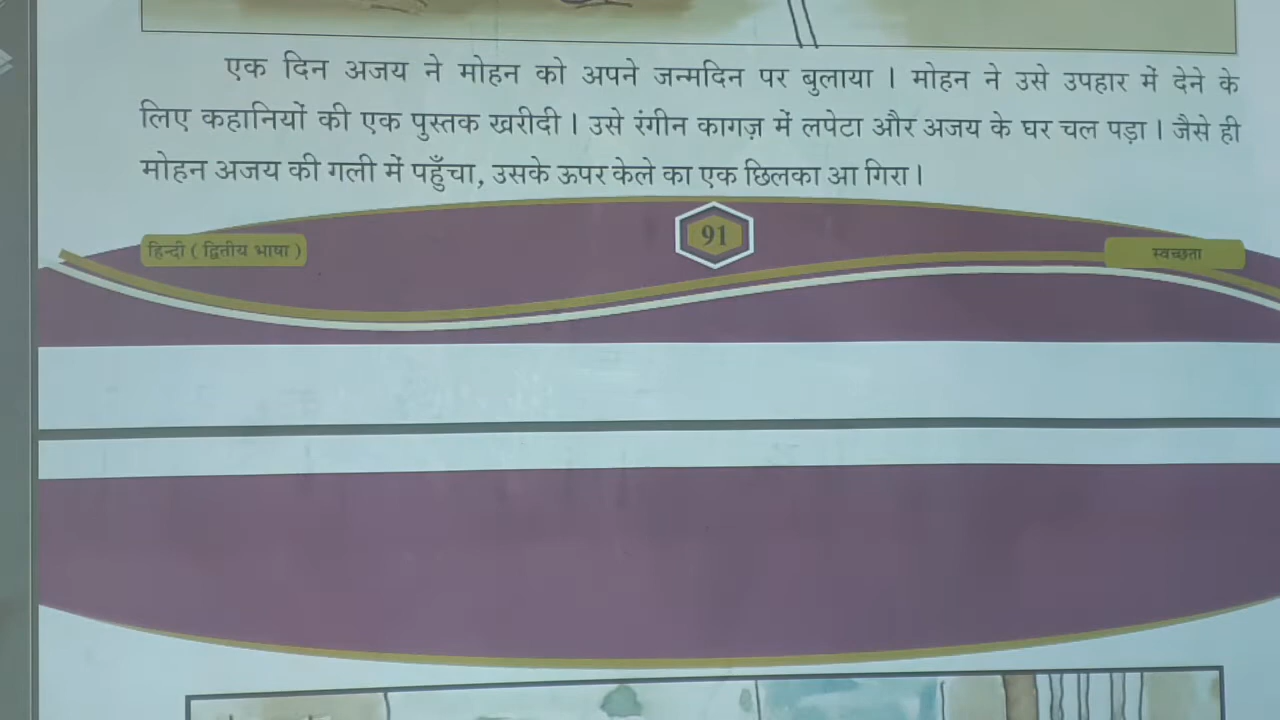 एक दिन अजय ने मोहन को अपने जन्मदिन पर बुलाया । मोहन ने उसे उपहार में देने के
लिए कहानियों की एक पुस्तक खरीदी । उसे रंगीन कागज़ में लपेटा और अजय के घर चल पड़ा । जैसे ही
मोहन अजय की गली में पहुँचा, उसके ऊपर केले का एक छिलका आ गिरा ।
हिन्दी ( द्वितीय भाषा )
91
स्वच्छता